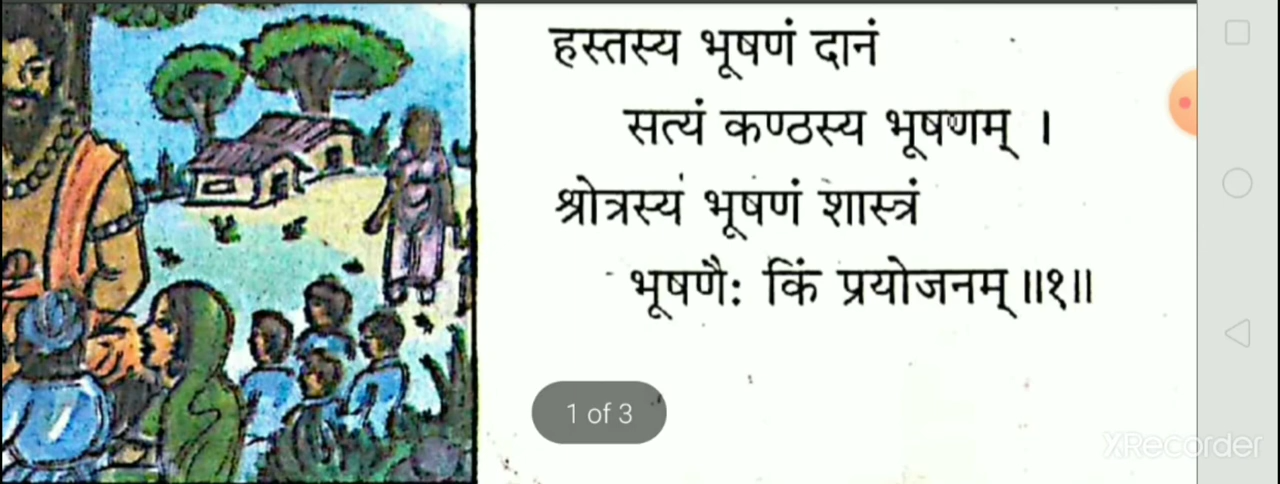 हस्तस्य भूषणं दानं
सत्यं कण्ठस्य भूषणम् ।
श्रोत्रस्य भूषणं शास्त्रं
भूषणैः किं प्रयोजनम् ॥१॥
1 of 3
XRecorder